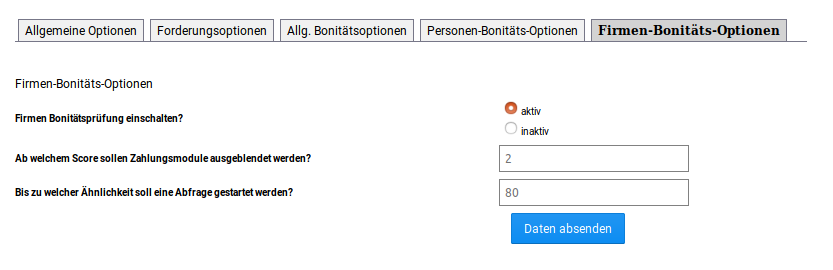 Allgemeine Optionen Forderungsoptionen Allg. Bonitätsoptionen Personen-Bonitäts-Optionen Firmen-Bonitäts-Optionen
Firmen-Bonitäts-Optionen
Firmen Bonitätsprüfung einschalten?
aktiv
inaktiv
Ab welchem Score sollen Zahlungsmodule ausgeblendet werden? 2
Bis zu welcher Ähnlichkeit soll eine Abfrage gestartet werden? 80
Daten absenden